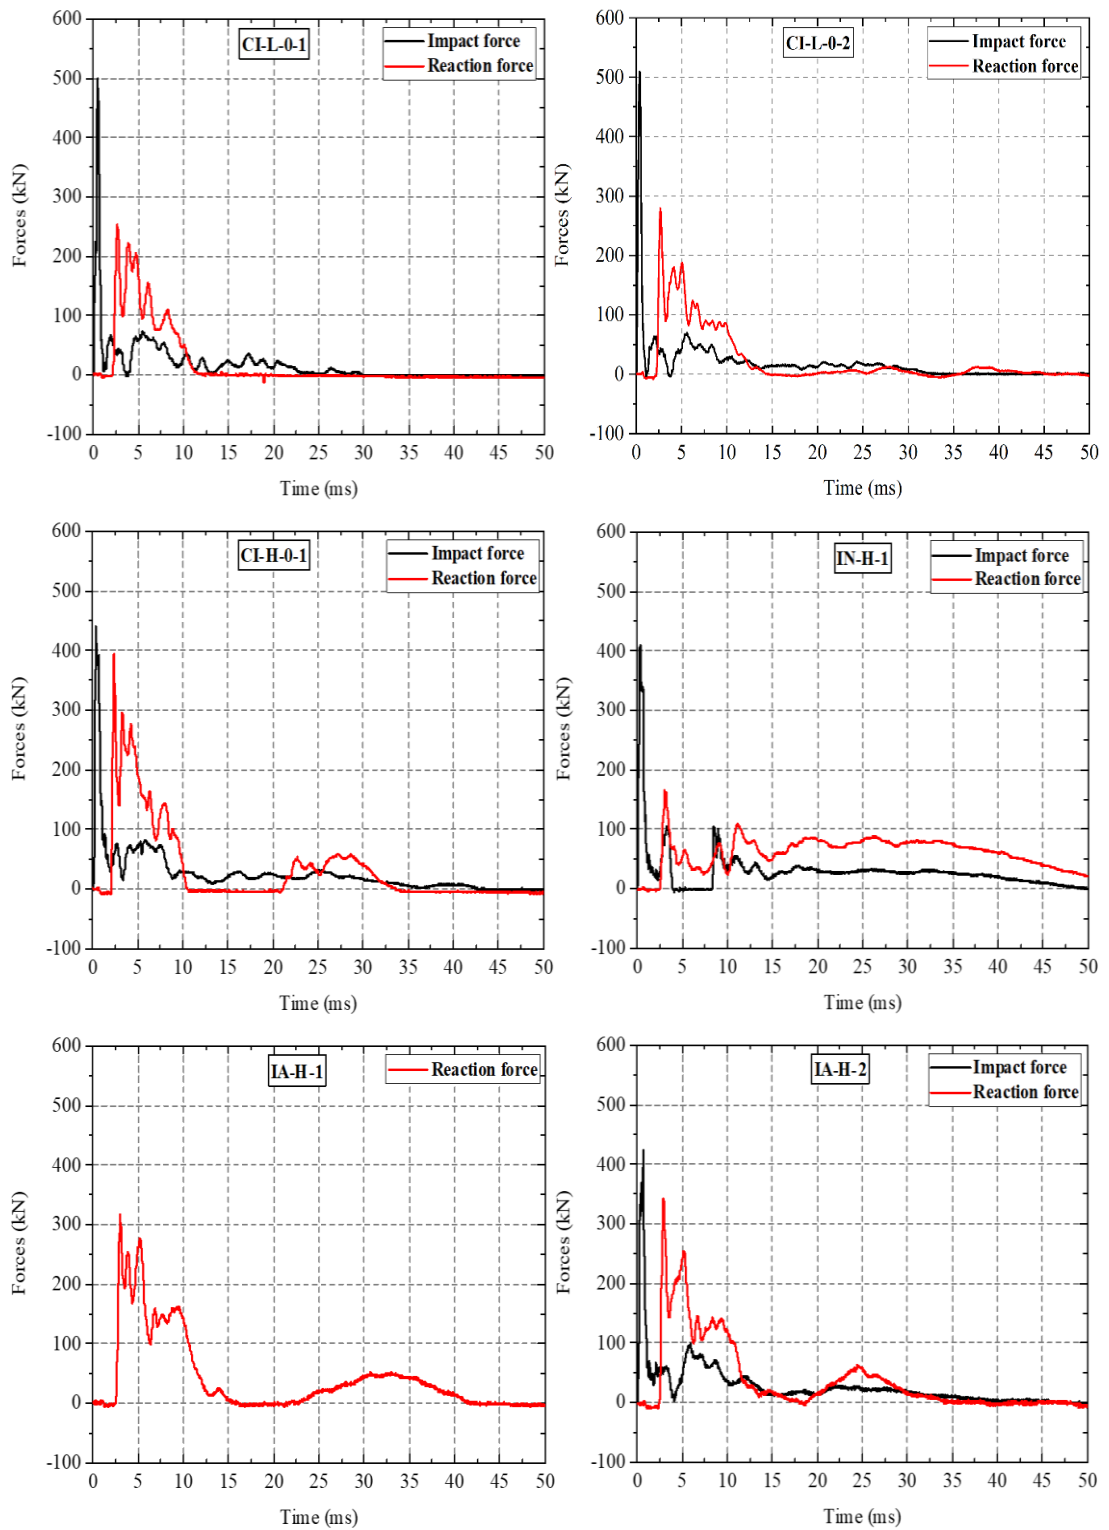 CI-L-0-1
Impact force
Reaction force
Forces (kN)
600
500
400
300
200
100
0
-100
0 5 10 15 20 25 30 35 40 45 50
Time (ms)
CI-L-0-2
Impact force
Reaction force
Forces (kN)
600
500
400
300
200
100
0
-100
0 5 10 15 20 25 30 35 40 45 50
Time (ms)
CI-H-0-1
Impact force
Reaction force
Forces (kN)
600
500
400
300
200
100
0
-100
0 5 10 15 20 25 30 35 40 45 50
Time (ms)
IN-H-1
Impact force
Reaction force
Forces (kN)
600
500
400
300
200
100
0
-100
0 5 10 15 20 25 30 35 40 45 50
Time (ms)
IA-H-1
Reaction force
Forces (kN)
600
500
400
300
200
100
0
-100
0 5 10 15 20 25 30 35 40 45 50
Time (ms)
IA-H-2
Impact force
Reaction force
Forces (kN)
600
500
400
300
200
100
0
-100
0 5 10 15 20 25 30 35 40 45 50
Time (ms)